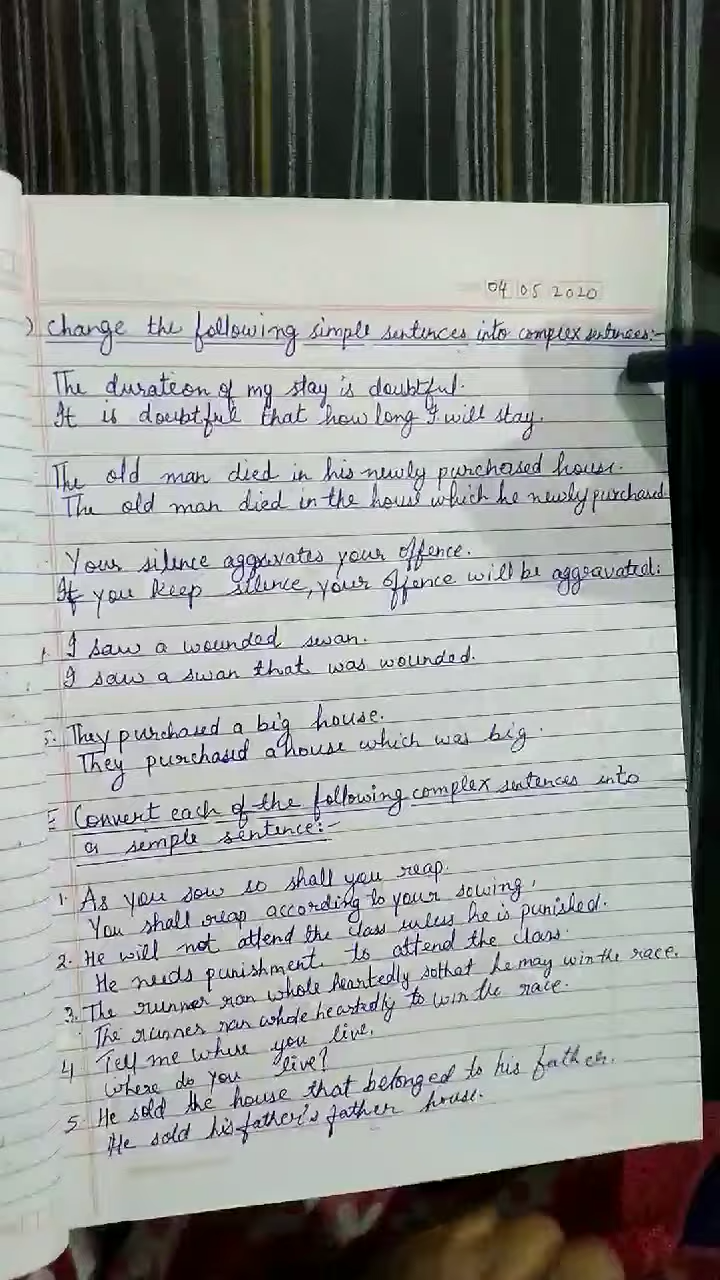 04 05 2020
) Change the following simple sentences into complex sentences:-
The duration of my stay is doubtful.
It is doubtful that how long I will stay.
The old man died in his newly purchased house.
The old man died in the house which he newly purchased
Your silence aggravates your offence.
If you keep silence, your offence will be aggravated.
I saw a wounded swan.
I saw a swan that was wounded.
5. They purchased a big house.
They purchased a house which was big.
E Convert each of the following complex sentences into
a simple sentence:-
1. As you sow so shall you reap.
You shall reap according to your sowing.
2. He will not attend the class unless he is punished.
He needs punishment to attend the class.
3. The runner ran whole heartedly so that he may win the race.
The runner ran whole heartedly to win the race.
4 Tell me where you live.
Where do you live?
5. He sold the house that belonged to his father.
He sold his father's father house.